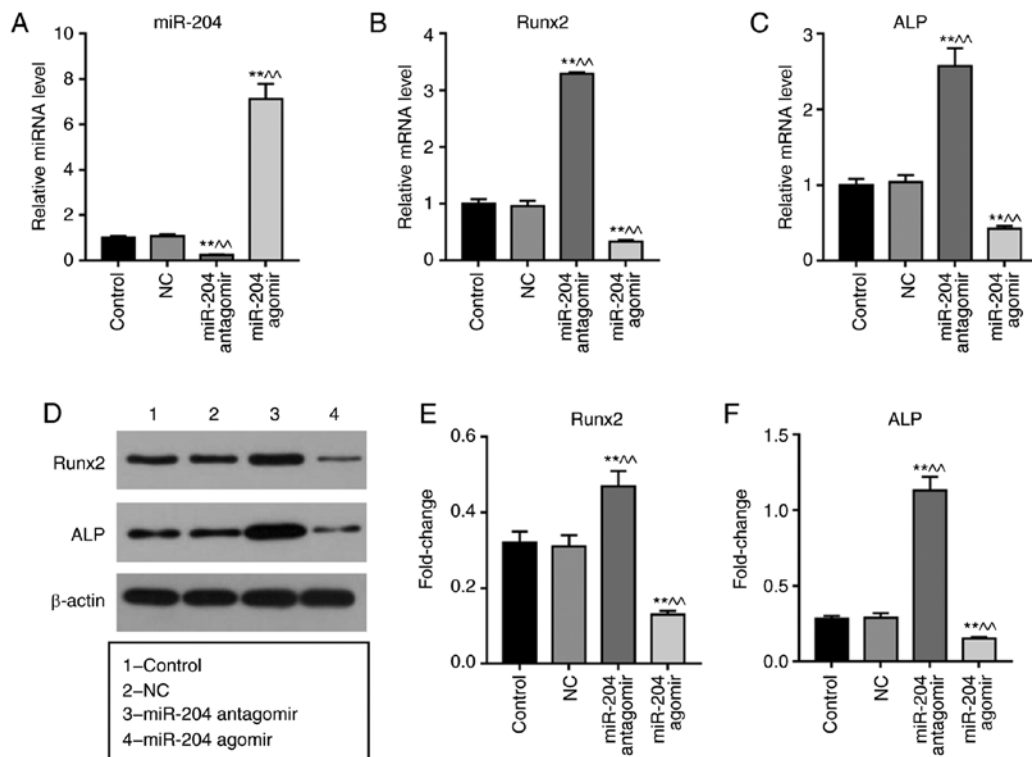 A
miR-204
Relative miRNA level
10
8
6
4
2
0
**^^
**^^
Control
NC
miR-204
antagomir
miR-204
agomir
B
Runx2
Relative mRNA level
4
3
2
1
0
**^^
**^^
Control
NC
miR-204
antagomir
miR-204
agomir
C
ALP
Relative mRNA level
3
2
1
0
**^^
**^^
Control
NC
miR-204
antagomir
miR-204
agomir
D
1 2 3 4
Runx2
ALP
β-actin
1–Control
2–NC
3–miR-204 antagomir
4–miR-204 agomir
E
Runx2
Fold-change
0.6
0.4
0.2
0.0
**^^
**^^
Control
NC
miR-204
antagomir
miR-204
agomir
F
ALP
Fold-change
1.5
1.0
0.5
0.0
**^^
**^^
Control
NC
miR-204
antagomir
miR-204
agomir